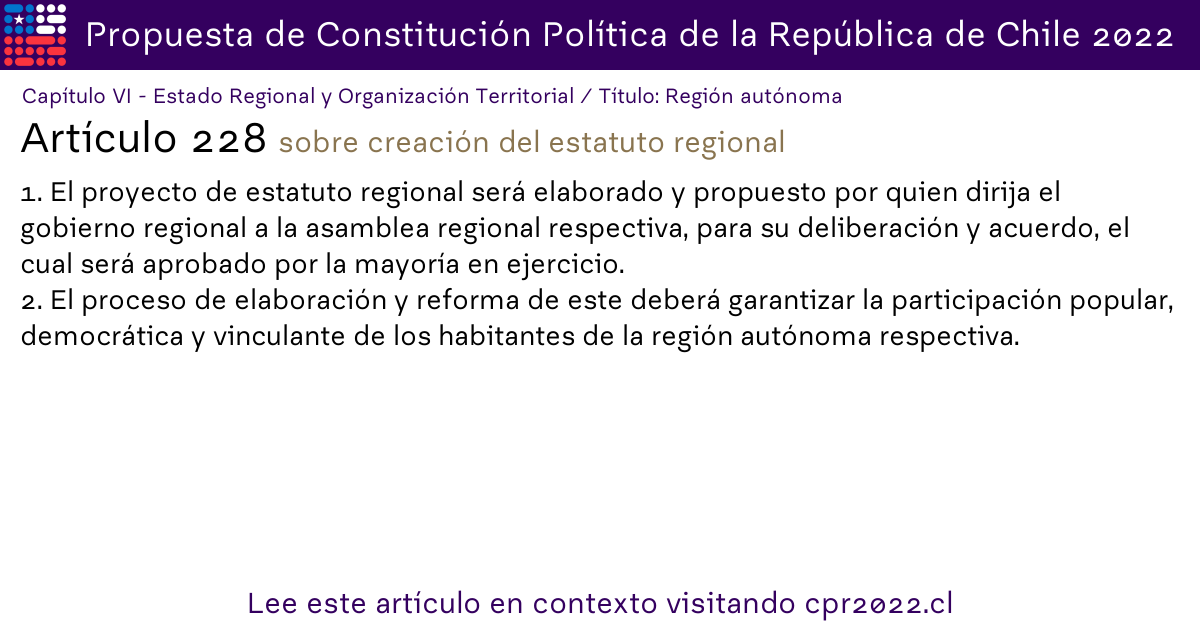 Propuesta de Constitución Política de la República de Chile 2022
Capítulo VI - Estado Regional y Organización Territorial / Título: Región autónoma
Artículo 228 sobre creación del estatuto regional
1. El proyecto de estatuto regional será elaborado y propuesto por quien dirija el
gobierno regional a la asamblea regional respectiva, para su deliberación y acuerdo, el
cual será aprobado por la mayoría en ejercicio.
2. El proceso de elaboración y reforma de este deberá garantizar la participación popular,
democrática y vinculante de los habitantes de la región autónoma respectiva.
Lee este artículo en contexto visitando cpr2022.cl